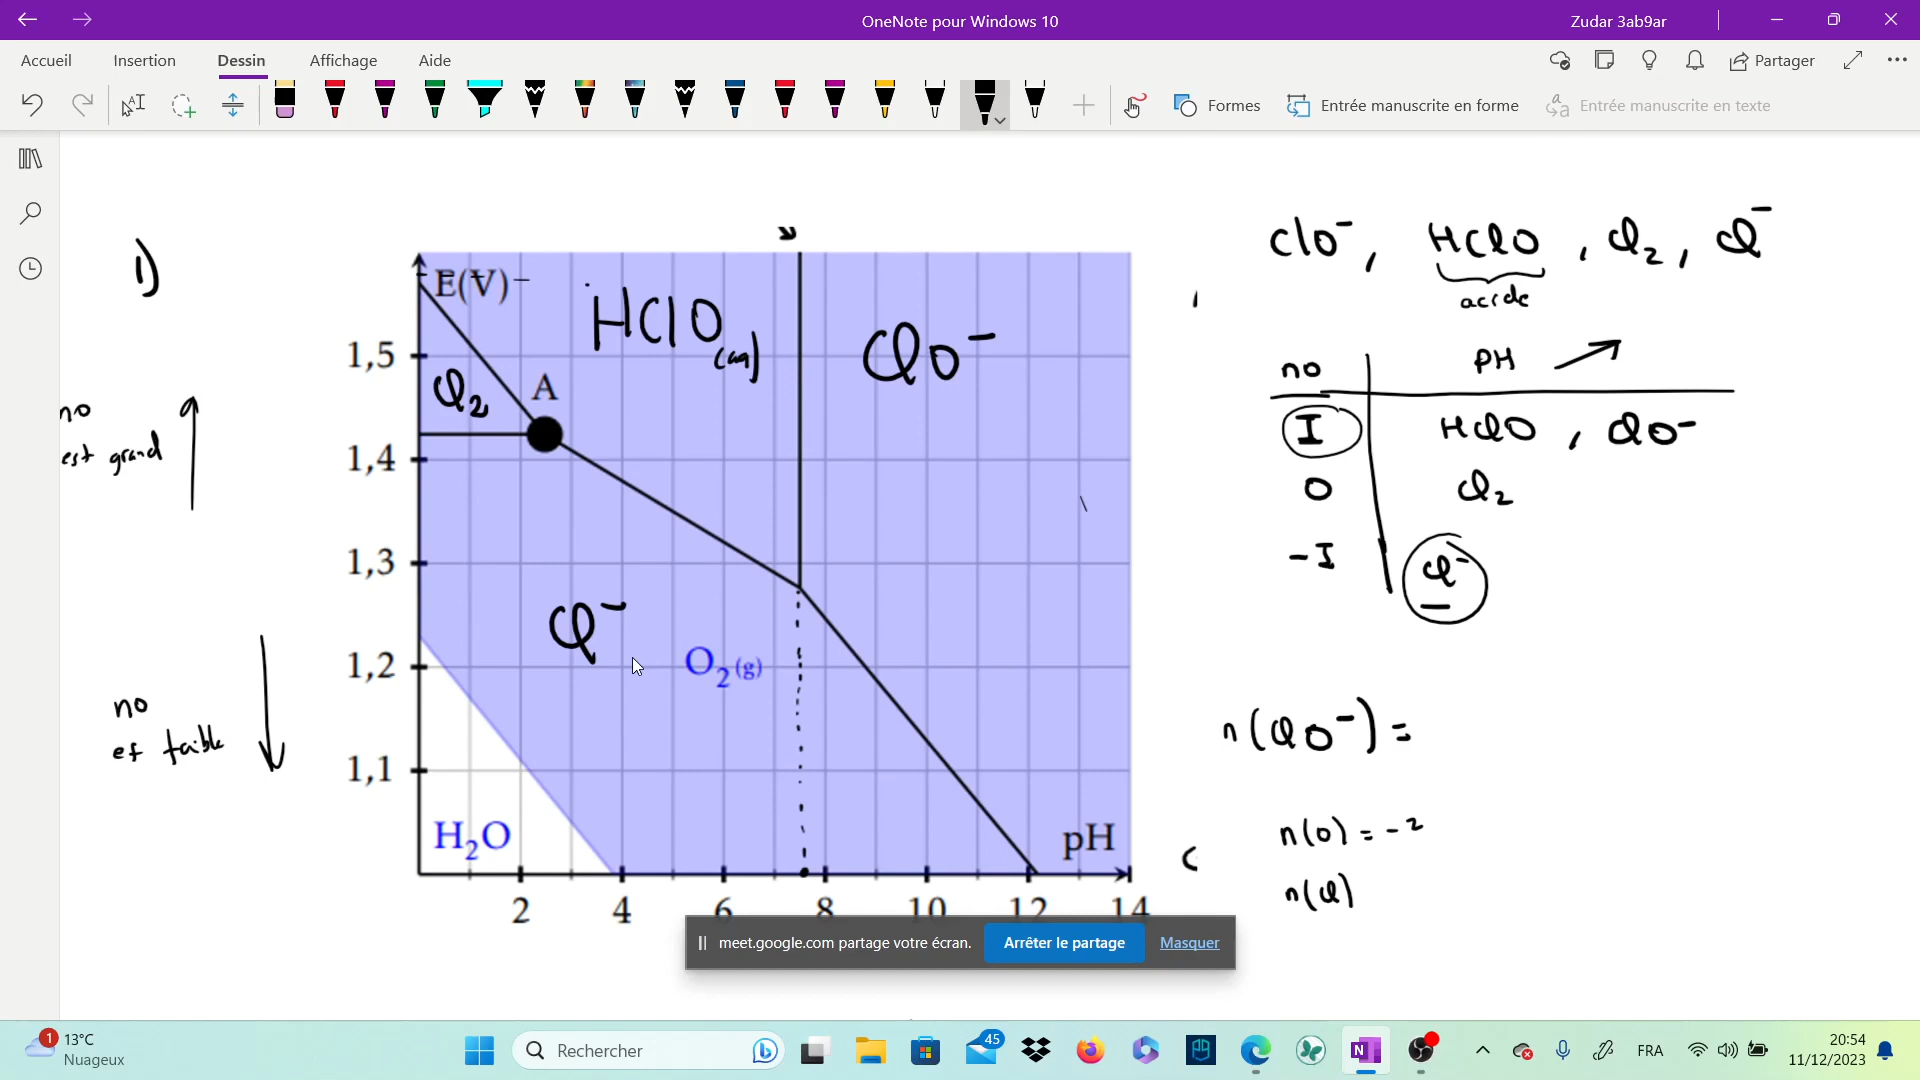 OneNote pour Windows 10
Zudar 3ab9ar
Accueil
Insertion
Dessin
Affichage
Aide
Partager
Formes
Entrée manuscrite en forme
Entrée manuscrite en texte
1)
E(V)
HClO(aq)
ClO⁻
1,5
Cl₂
A
1,4
1,3
Cl⁻
1,2
O₂(g)
1,1
H₂O
pH
2
4
6
8
10
12
14
no
est grand
no
et faible
ClO⁻, HClO, Cl₂, Cl⁻
acide
no
PH
I
HClO, ClO⁻
0
Cl₂
-I
Cl⁻
n(ClO⁻) =
n(O) = -2
n(Cl)
meet.google.com partage votre écran.
Arrêter le partage
Masquer
1
13°C
Nuageux
Rechercher
45
FRA
20:54
11/12/2023